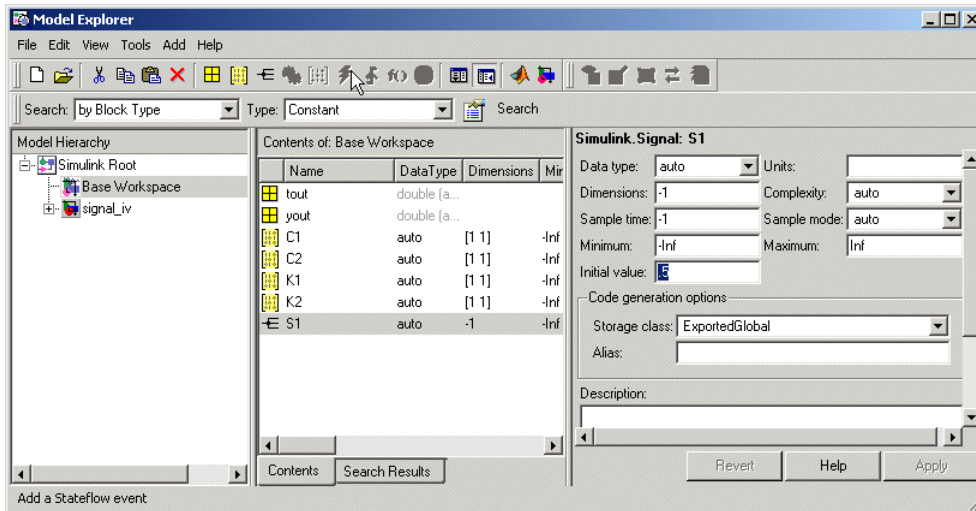 Model Explorer
File Edit View Tools Add Help
Search: by Block Type Type: Constant Search
Model Hierarchy
Simulink Root
Base Workspace
signal_iv
Contents of: Base Workspace
Name DataType Dimensions Mir
tout double (a...
yout double (a...
C1 auto [1 1] -Inf
C2 auto [1 1] -Inf
K1 auto [1 1] -Inf
K2 auto [1 1] -Inf
S1 auto -1 -Inf
Contents Search Results
Simulink.Signal: S1
Data type: auto Units:
Dimensions: -1 Complexity: auto
Sample time: -1 Sample mode: auto
Minimum: -Inf Maximum: Inf
Initial value: .5
Code generation options
Storage class: ExportedGlobal
Alias:
Description:
Revert Help Apply
Add a Stateflow event